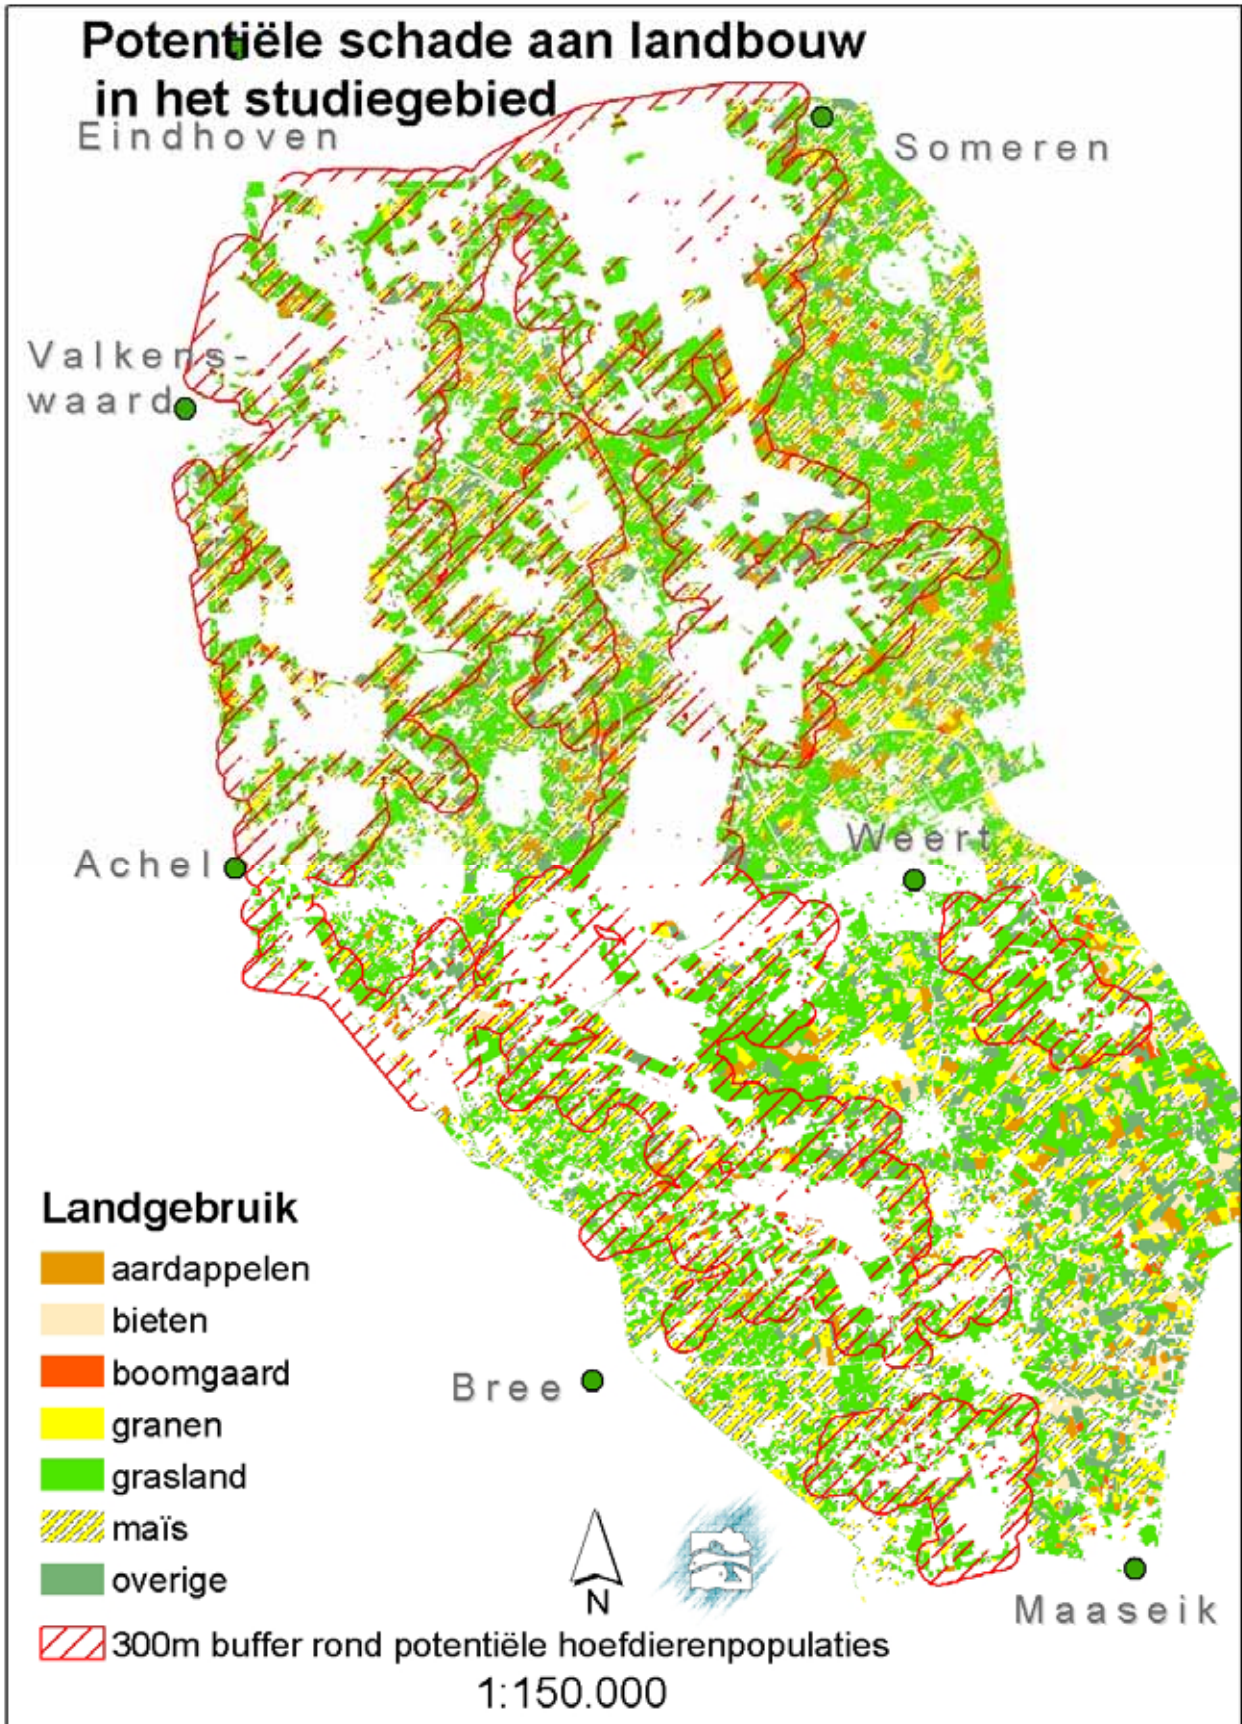 Potentiële schade aan landbouw
in het studiegebied
Eindhoven
Someren
Valkens-
waard
Achel
Weert
Landgebruik
aardappelen
bieten
boomgaard
granen
grasland
maïs
overige
Bree
N
Maaseik
300m buffer rond potentiële hoefdierenpopulaties
1:150.000